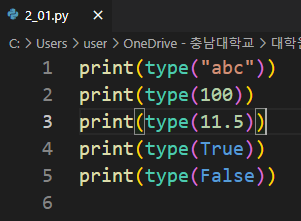 2_01.py
C: > Users > user > OneDrive - 충남대학교 > 대학원
1 print(type("abc"))
2 print(type(100))
3 print(type(11.5))
4 print(type(True))
5 print(type(False))
6